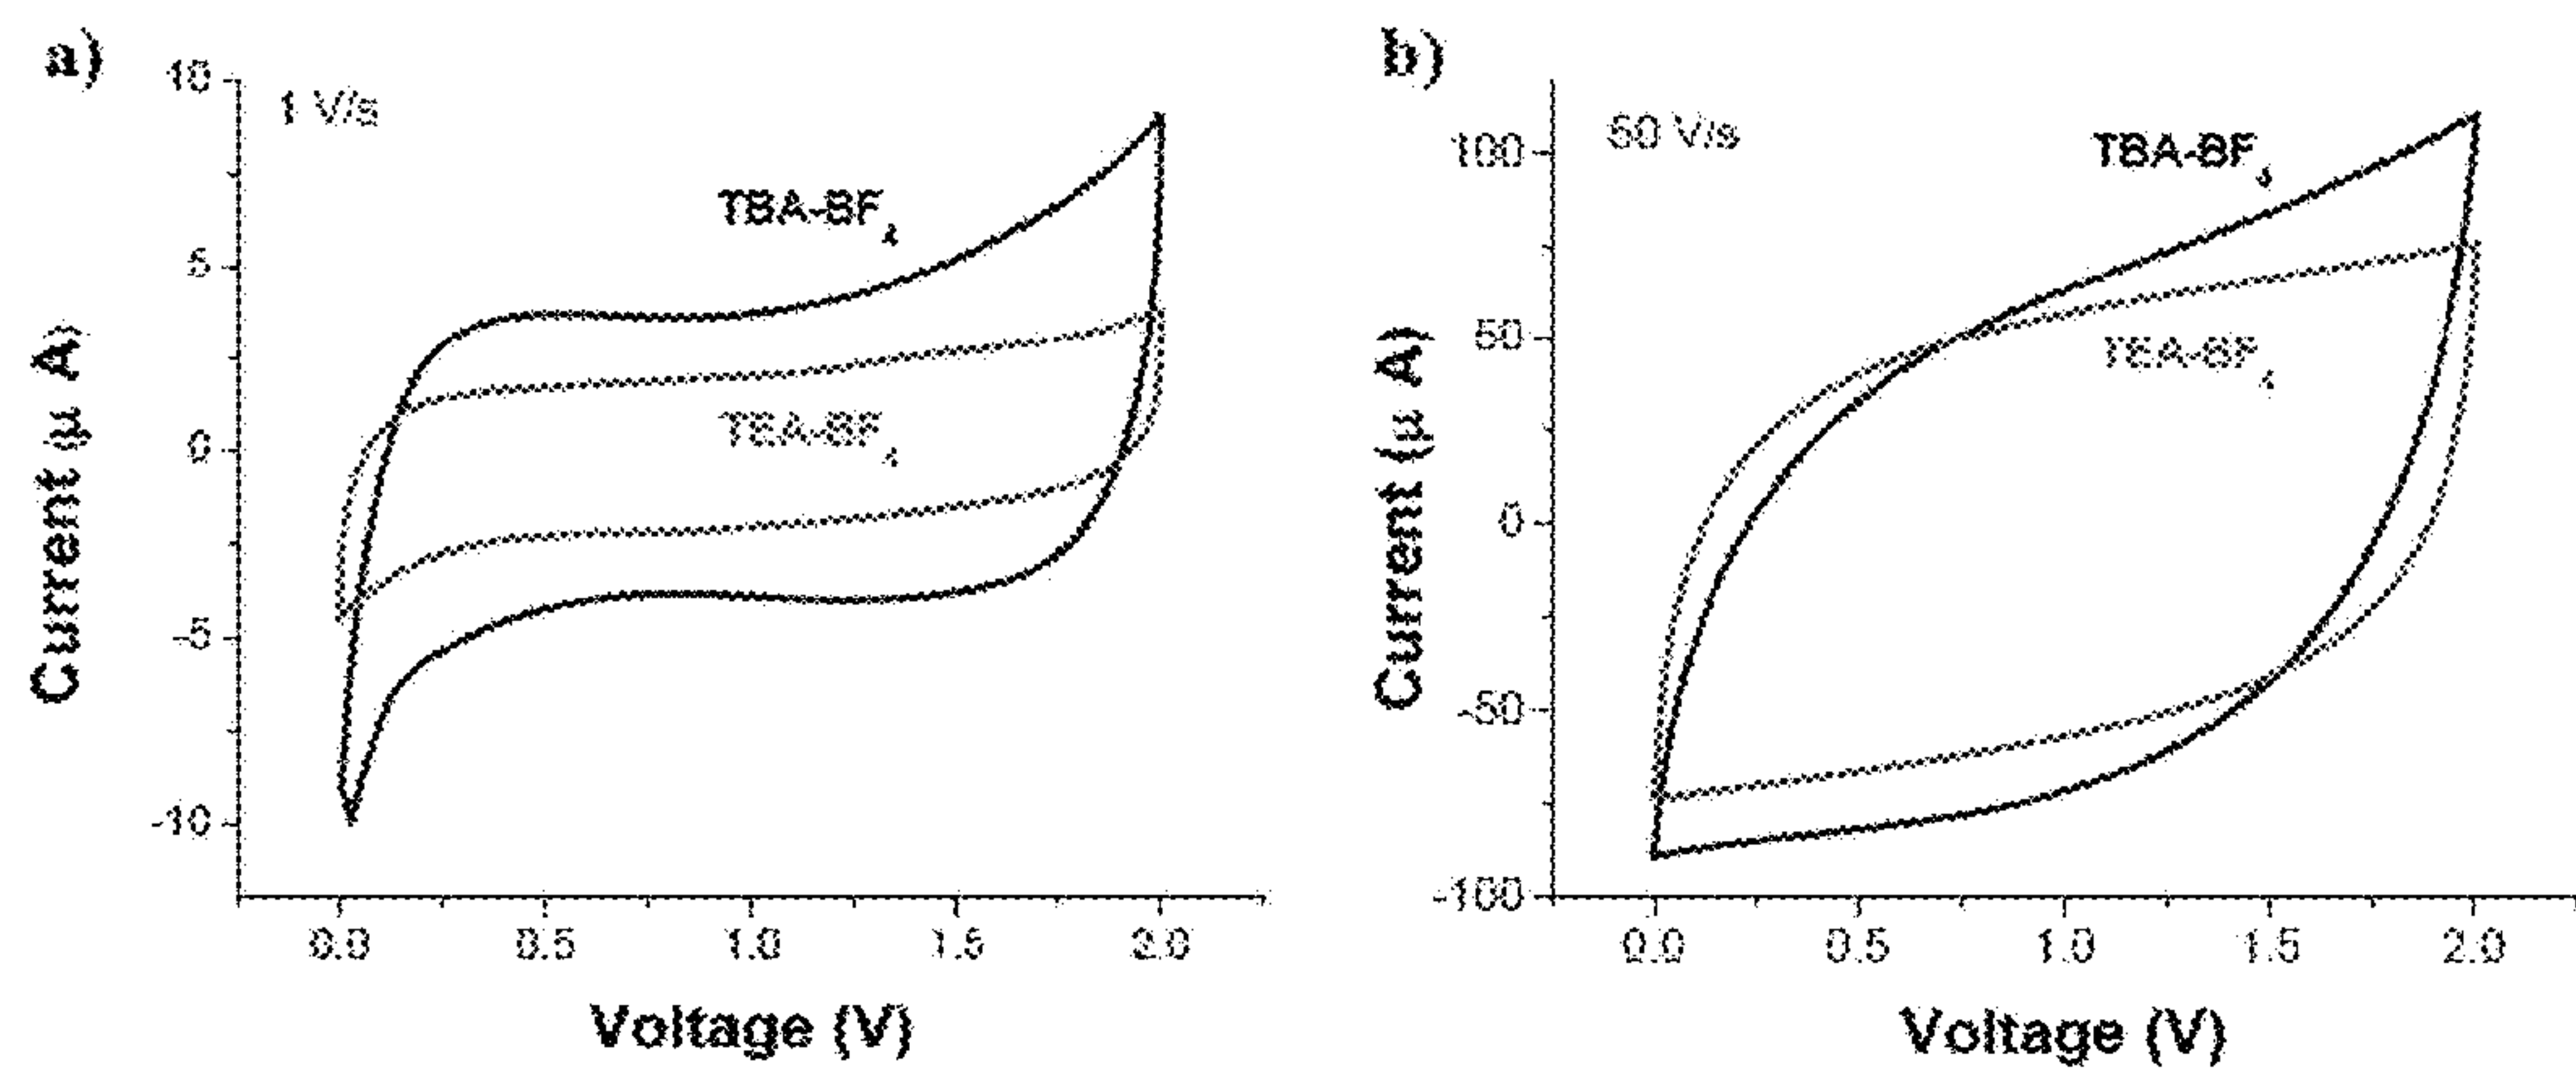 a)
10
1 V/s
5
0
-5
-10
TBA-BF4
TEA-BF4
Current (μ A)
0.0 0.5 1.0 1.5 2.0
Voltage (V)
b)
100
50
0
-50
-100
TBA-BF4
TEA-BF4
Current (μ A)
0.0 0.5 1.0 1.5 2.0
Voltage (V)